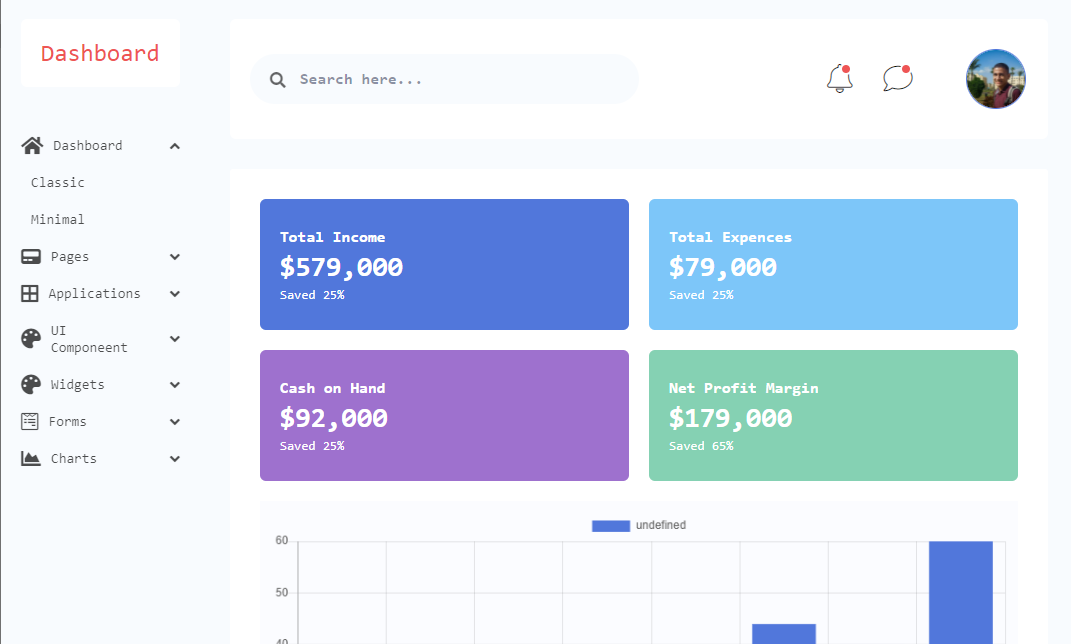 Dashboard
Search here...
Dashboard
Classic
Minimal
Pages
Applications
UI
Componeent
Widgets
Forms
Charts
Total Income
$579,000
Saved 25%
Total Expences
$79,000
Saved 25%
Cash on Hand
$92,000
Saved 25%
Net Profit Margin
$179,000
Saved 65%
undefined
60
50
40